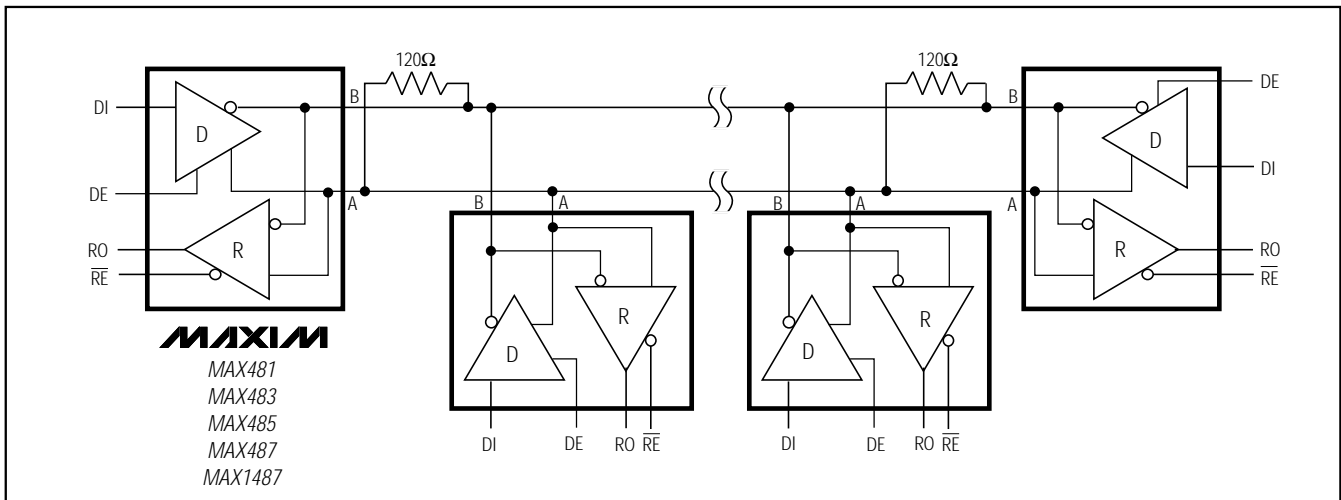 120Ω
120Ω
DI
D
B
B
D
DE
DE
A
B
A
B
A
A
DI
RO
R
R
RO
RE
R
R
RE
D
D
MAXIM
MAX481
MAX483
MAX485
MAX487
MAX1487
DI
DE
RO
RE
DI
DE
RO
RE